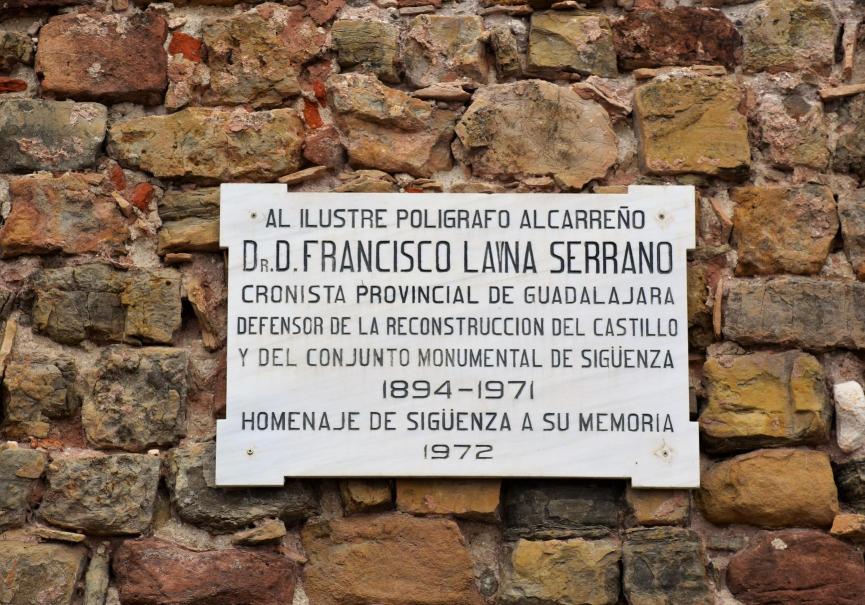 AL ILUSTRE POLIGRAFO ALCARREÑO
DR.D.FRANCISCO LAYNA SERRANO
CRONISTA PROVINCIAL DE GUADALAJARA
DEFENSOR DE LA RECONSTRUCCION DEL CASTILLO
Y DEL CONJUNTO MONUMENTAL DE SIGÜENZA
1894-1971
HOMENAJE DE SIGÜENZA A SU MEMORIA
1972